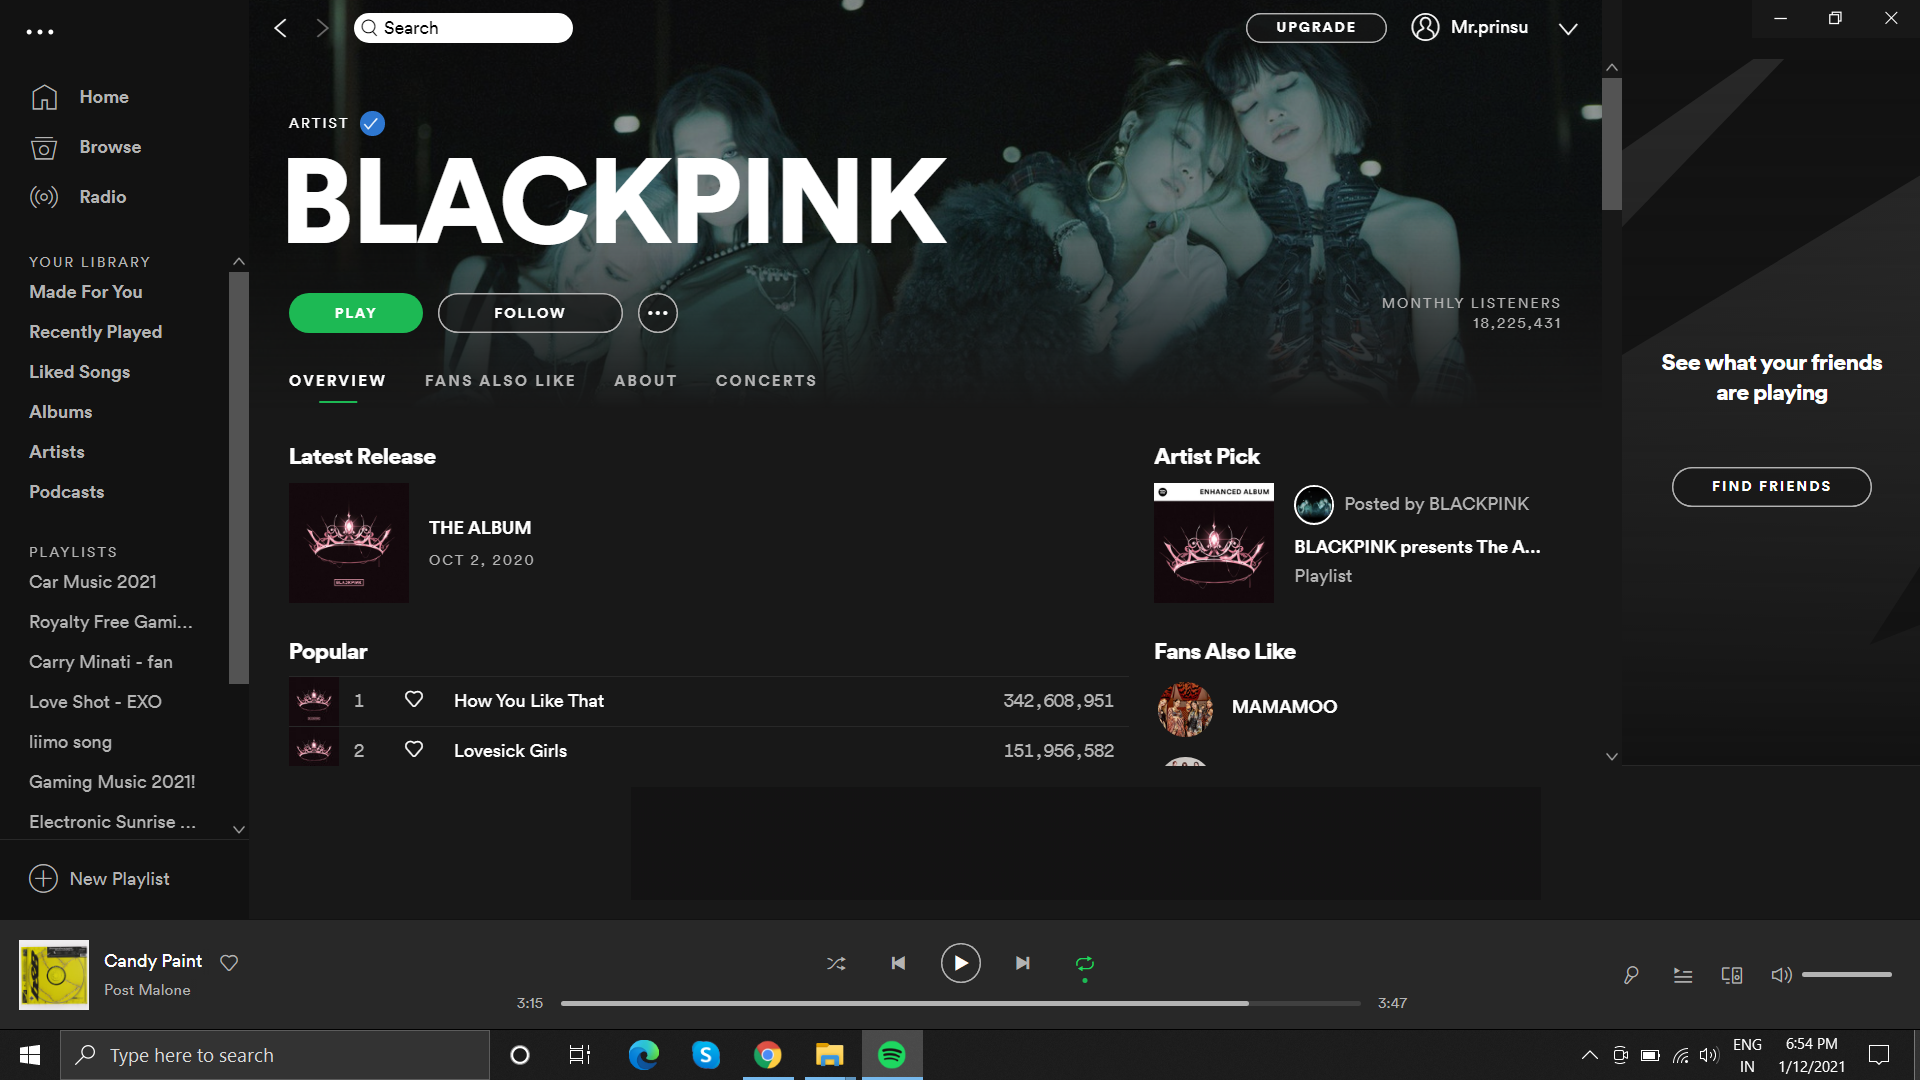 Search
UPGRADE
Mr.prinsu
Home
Browse
Radio
YOUR LIBRARY
Made For You
Recently Played
Liked Songs
Albums
Artists
Podcasts
PLAYLISTS
Car Music 2021
Royalty Free Gami...
Carry Minati - fan
Love Shot - EXO
liimo song
Gaming Music 2021!
Electronic Sunrise ...
New Playlist
ARTIST
BLACKPINK
PLAY
FOLLOW
MONTHLY LISTENERS
18,225,431
OVERVIEW FANS ALSO LIKE ABOUT CONCERTS
Latest Release
BLACKPINK
THE ALBUM
OCT 2, 2020
Artist Pick
ENHANCED ALBUM
Posted by BLACKPINK
BLACKPINK presents The A...
Playlist
Popular
1 How You Like That 342,608,951
2 Lovesick Girls 151,956,582
Fans Also Like
MAMAMOO
See what your friends
are playing
FIND FRIENDS
Candy Paint
Post Malone
3:15
3:47
Type here to search
ENG
IN
6:54 PM
1/12/2021